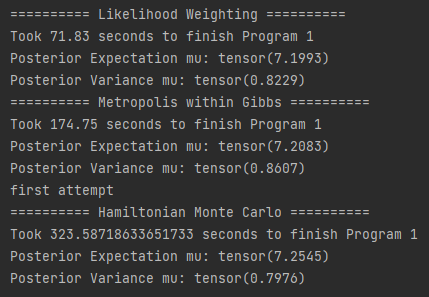 ========== Likelihood Weighting ==========
Took 71.83 seconds to finish Program 1
Posterior Expectation mu: tensor(7.1993)
Posterior Variance mu: tensor(0.8229)
========== Metropolis within Gibbs ==========
Took 174.75 seconds to finish Program 1
Posterior Expectation mu: tensor(7.2083)
Posterior Variance mu: tensor(0.8607)
first attempt
========== Hamiltonian Monte Carlo ==========
Took 323.58718633651733 seconds to finish Program 1
Posterior Expectation mu: tensor(7.2545)
Posterior Variance mu: tensor(0.7976)